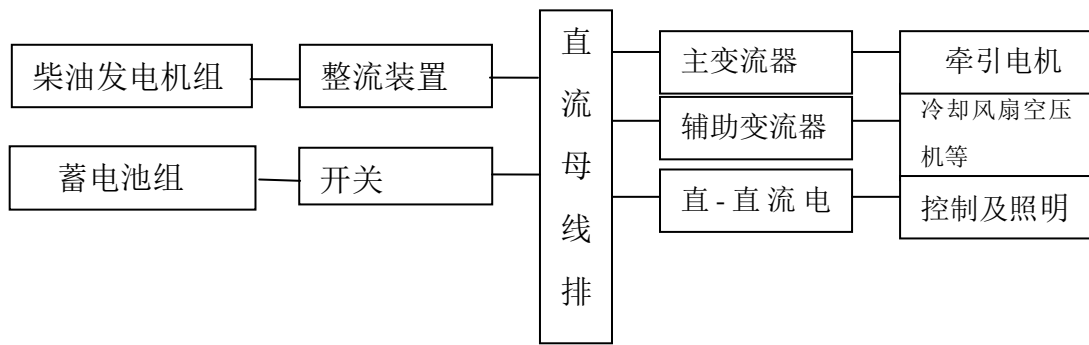 柴油发电机组
整流装置
蓄电池组
开关
直
流
母
线
排
主变流器
辅助变流器
直-直流电
牵引电机
冷却风扇空压
机等
控制及照明